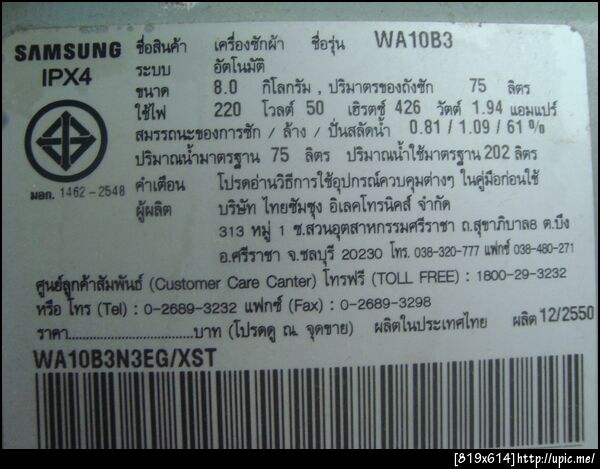 SAMSUNG ชื่อสินค้า เครื่องซักผ้า ชื่อรุ่น WA10B3
IPX4 ระบบ อัตโนมัติ
ขนาด 8.0 กิโลกรัม , ปริมาตรของถังซัก 75 ลิตร
ใช้ไฟ 220 โวลต์ 50 เฮิรตซ์ 426 วัตต์ 1.94 แอมแปร์
สมรรถนะของการซัก / ล้าง / ปั่นสลัดน้ำ 0.81 / 1.09 / 61 %
ปริมาณน้ำมาตรฐาน 75 ลิตร ปริมาณน้ำใช้มาตรฐาน 202 ลิตร
มอก. 1462-2548 คำเตือน โปรดอ่านวิธีการใช้อุปกรณ์ควบคุมต่างๆ ในคู่มือก่อนใช้
ผู้ผลิต บริษัท ไทยซัมซุง อิเลคโทรนิคส์ จำกัด
313 หมู่ 1 ซ.สวนอุตสาหกรรมศรีราชา ถ.สุขาภิบาล8 ต.บึง
อ.ศรีราชา จ.ชลบุรี 20230 โทร. 038-320-777 แฟกซ์ 038-480-271
ศูนย์ลูกค้าสัมพันธ์ (Customer Care Canter) โทรฟรี (TOLL FREE) : 1800-29-3232
หรือ โทร (Tel) : 0-2689-3232 แฟกซ์ (Fax) : 0-2689-3298
ราคา..............................บาท (โปรดดู ณ. จุดขาย) ผลิตในประเทศไทย ผลิต 12/2550
WA10B3N3EG/XST
[819x614]http://upic.me/